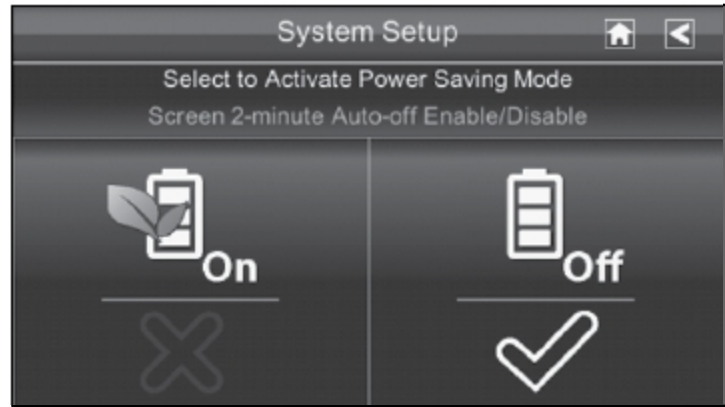 System Setup
Select to Activate Power Saving Mode
Screen 2-minute Auto-off Enable/Disable
On
Off